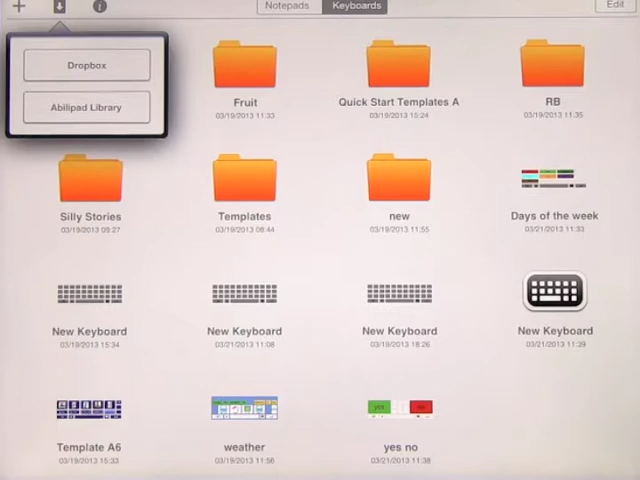 Notepads
Keyboards
Edit
Dropbox
Abilipad Library
Fruit
03/19/2013 11:33
Quick Start Templates A
03/19/2013 15:24
RB
03/19/2013 11:35
Silly Stories
03/19/2013 09:27
Templates
03/19/2013 08:44
new
03/19/2013 11:55
Days of the week
03/21/2013 11:33
New Keyboard
03/19/2013 15:34
New Keyboard
03/21/2013 11:08
New Keyboard
03/19/2013 18:26
New Keyboard
03/21/2013 11:39
YES
Template A6
03/19/2013 15:33
weather
03/19/2013 11:56
yes no
03/21/2013 11:38